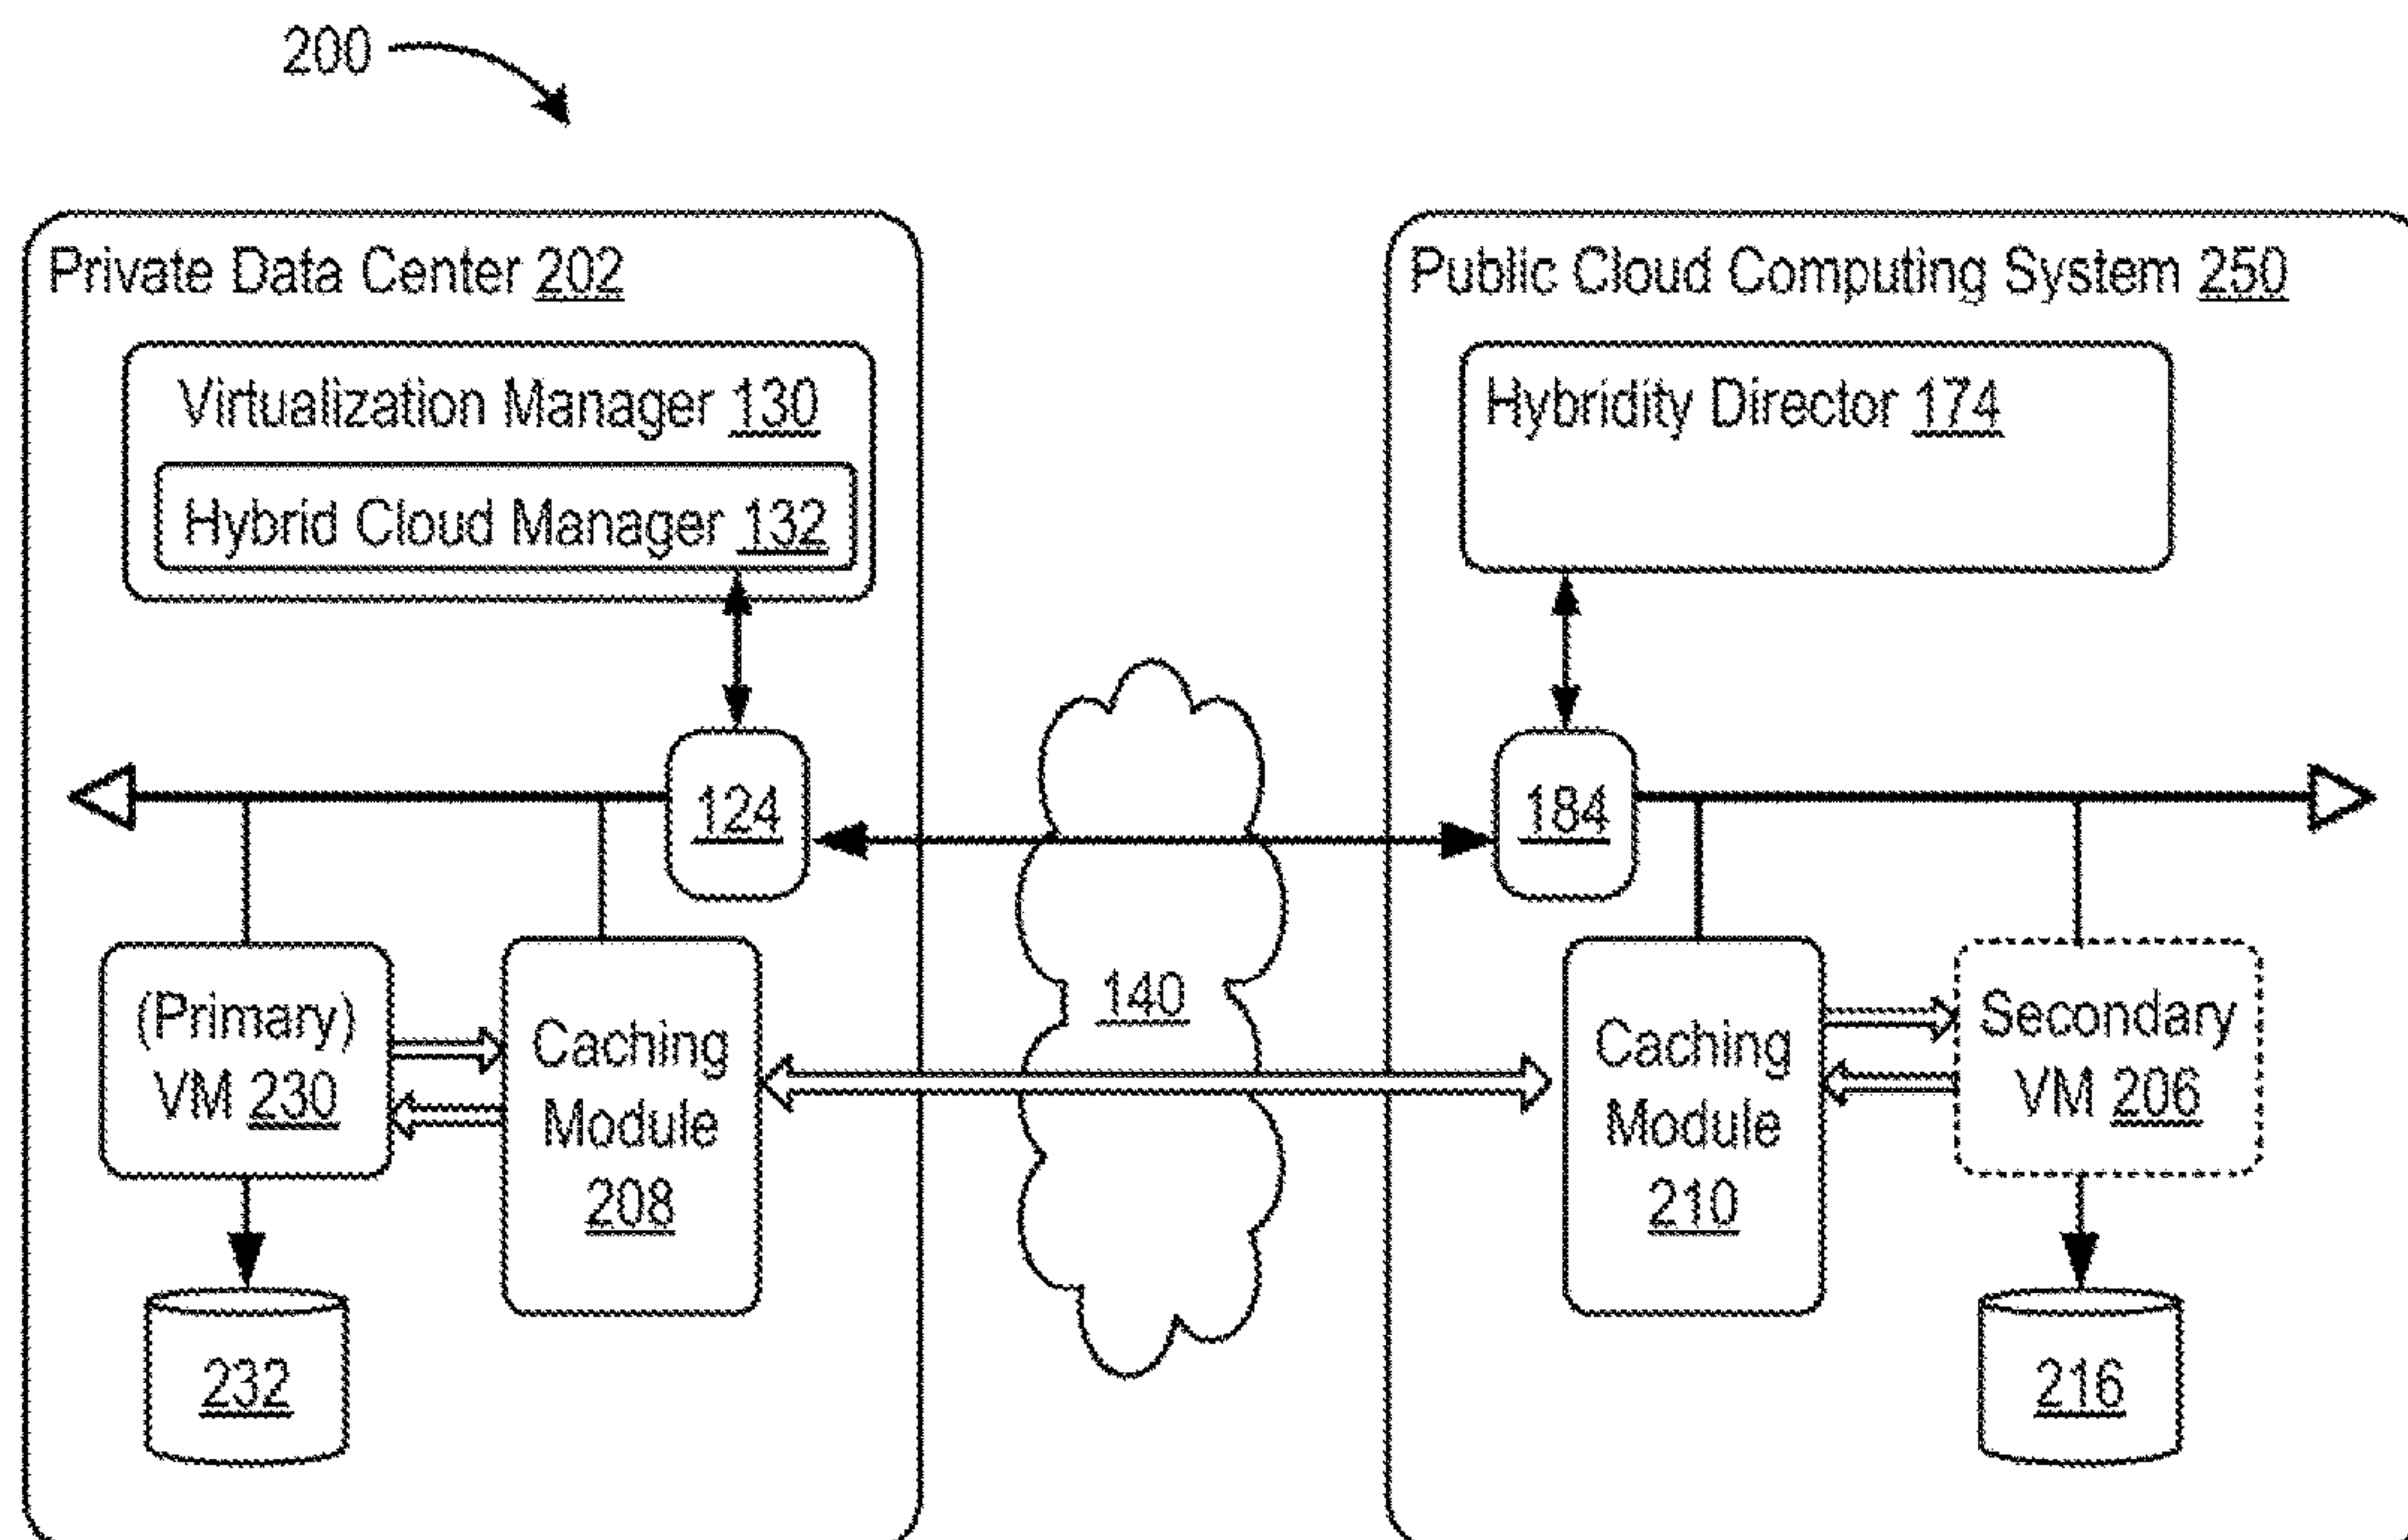 200
Private Data Center 202
Virtualization Manager 130
Hybrid Cloud Manager 132
124
(Primary)
VM 230
Caching
Module
208
232
140
Public Cloud Computing System 250
Hybridity Director 174
184
Caching
Module
210
Secondary
VM 206
216